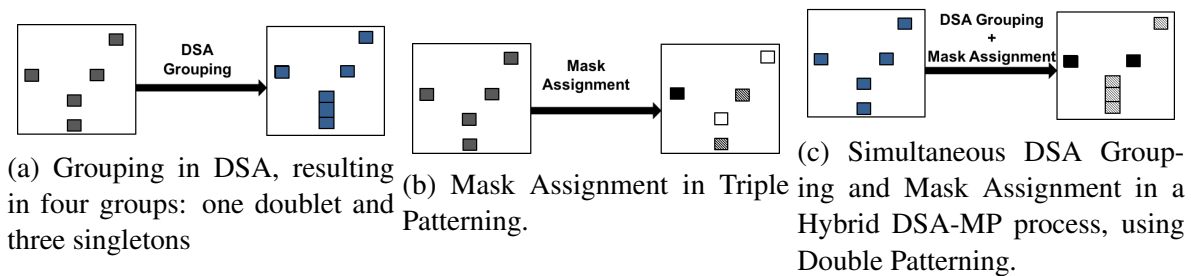 DSA
Grouping
(a) Grouping in DSA, resulting
in four groups: one doublet and
three singletons
Mask
Assignment
(b) Mask Assignment in Triple
Patterning.
DSA Grouping
+
Mask Assignment
(c) Simultaneous DSA Group-
ing and Mask Assignment in a
Hybrid DSA-MP process, using
Double Patterning.